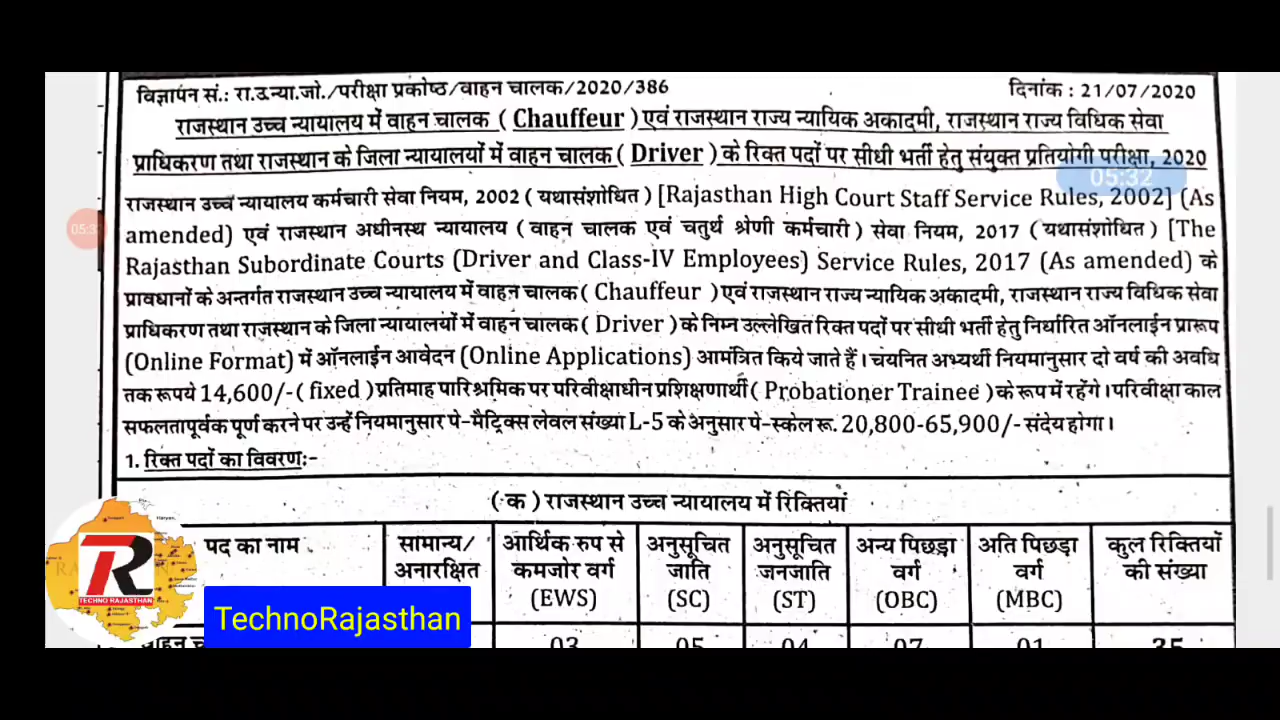 विज्ञापन सं.: रा.उ.न्या.जो./परीक्षा प्रकोष्ठ/वाहन चालक/2020/386 दिनांक : 21/07/2020
राजस्थान उच्च न्यायालय में वाहन चालक ( Chauffeur ) एवं राजस्थान राज्य न्यायिक अकादमी, राजस्थान राज्य विधिक सेवा
प्राधिकरण तथा राजस्थान के जिला न्यायालयों में वाहन चालक ( Driver ) के रिक्त पदों पर सीधी भर्ती हेतु संयुक्त प्रतियोगी परीक्षा, 2020
05:32
राजस्थान उच्च न्यायालय कर्मचारी सेवा नियम, 2002 ( यथासंशोधित ) [Rajasthan High Court Staff Service Rules, 2002] (As
amended) एवं राजस्थान अधीनस्थ न्यायालय ( वाहन चालक एवं चतुर्थ श्रेणी कर्मचारी ) सेवा नियम, 2017 ( यथासंशोधित ) [The
Rajasthan Subordinate Courts (Driver and Class-IV Employees) Service Rules, 2017 (As amended) के
प्रावधानों के अन्तर्गत राजस्थान उच्च न्यायालय में वाहन चालक ( Chauffeur ) एवं राजस्थान राज्य न्यायिक अकादमी, राजस्थान राज्य विधिक सेवा
प्राधिकरण तथा राजस्थान के जिला न्यायालयों में वाहन चालक ( Driver ) के निम्न उल्लेखित रिक्त पदों पर सीधी भर्ती हेतु निर्धारित ऑनलाईन प्रारूप
(Online Format) में ऑनलाईन आवेदन (Online Applications) आमंत्रित किये जाते हैं। चयनित अभ्यर्थी नियमानुसार दो वर्ष की अवधि
तक रूपये 14,600/- ( fixed ) प्रतिमाह पारिश्रमिक पर परिवीक्षाधीन प्रशिक्षणार्थी ( Probationer Trainee ) के रूप में रहेंगे। परिवीक्षा काल
सफलतापूर्वक पूर्ण करने पर उन्हें नियमानुसार पे-मैट्रिक्स लेवल संख्या L-5 के अनुसार पे-स्केल रू. 20,800-65,900/- संदेय होगा।
1. रिक्त पदों का विवरणः-
( क ) राजस्थान उच्च न्यायालय में रिक्तियां
पद का नाम सामान्य/ आर्थिक रुप से अनुसूचित अनुसूचित अन्य पिछड़ा अति पिछड़ा कुल रिक्तियों
अनारक्षित कमजोर वर्ग जाति जनजाति वर्ग वर्ग की संख्या
(EWS) (SC) (ST) (OBC) (MBC)
वाहन 03 05 04 07 01 35
TR
TECHNO RAJASTHAN
TechnoRajasthan